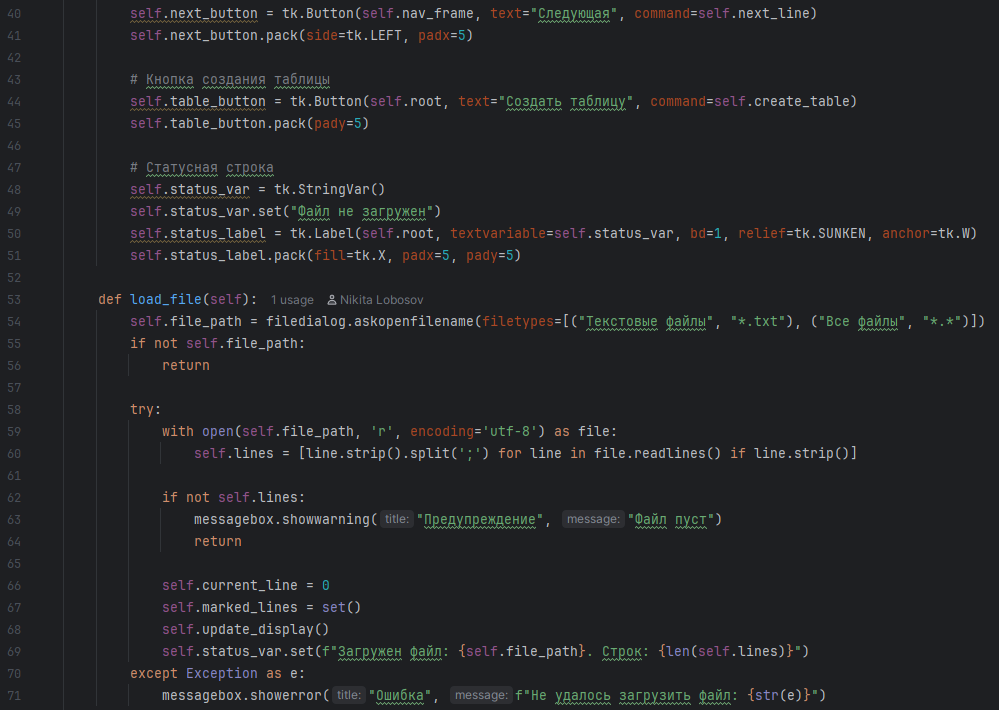 40 self.next_button = tk.Button(self.nav_frame, text="Следующая", command=self.next_line)
41 self.next_button.pack(side=tk.LEFT, padx=5)
42
43 # Кнопка создания таблицы
44 self.table_button = tk.Button(self.root, text="Создать таблицу", command=self.create_table)
45 self.table_button.pack(pady=5)
46
47 # Статусная строка
48 self.status_var = tk.StringVar()
49 self.status_var.set("Файл не загружен")
50 self.status_label = tk.Label(self.root, textvariable=self.status_var, bd=1, relief=tk.SUNKEN, anchor=tk.W)
51 self.status_label.pack(fill=tk.X, padx=5, pady=5)
52
53 def load_file(self): 1 usage Nikita Lobosov
54 self.file_path = filedialog.askopenfilename(filetypes=[("Текстовые файлы", "*.txt"), ("Все файлы", "*.*")])
55 if not self.file_path:
56 return
57
58 try:
59 with open(self.file_path, 'r', encoding='utf-8') as file:
60 self.lines = [line.strip().split(';') for line in file.readlines() if line.strip()]
61
62 if not self.lines:
63 messagebox.showwarning( title: "Предупреждение", message: "Файл пуст")
64 return
65
66 self.current_line = 0
67 self.marked_lines = set()
68 self.update_display()
69 self.status_var.set(f"Загружен файл: {self.file_path}. Строк: {len(self.lines)}")
70 except Exception as e:
71 messagebox.showerror( title: "Ошибка", message: f"Не удалось загрузить файл: {str(e)}")